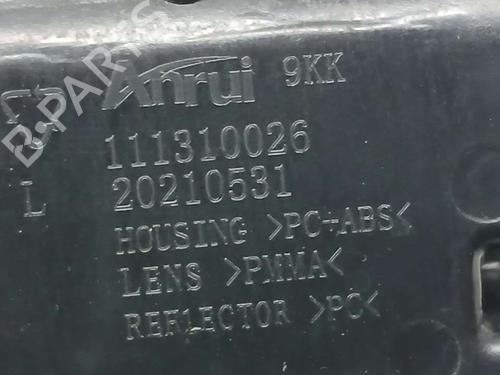 B-PARTS
Anrui 9KK
111310026
L 20210531
HOUSING >PC+ABS<
LENS >PMMA<
REFLECTOR >PC<